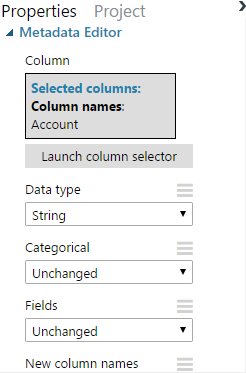 Properties Project
Metadata Editor
Column
Selected columns:
Column names:
Account
Launch column selector
Data type
String
Categorical
Unchanged
Fields
Unchanged
New column names